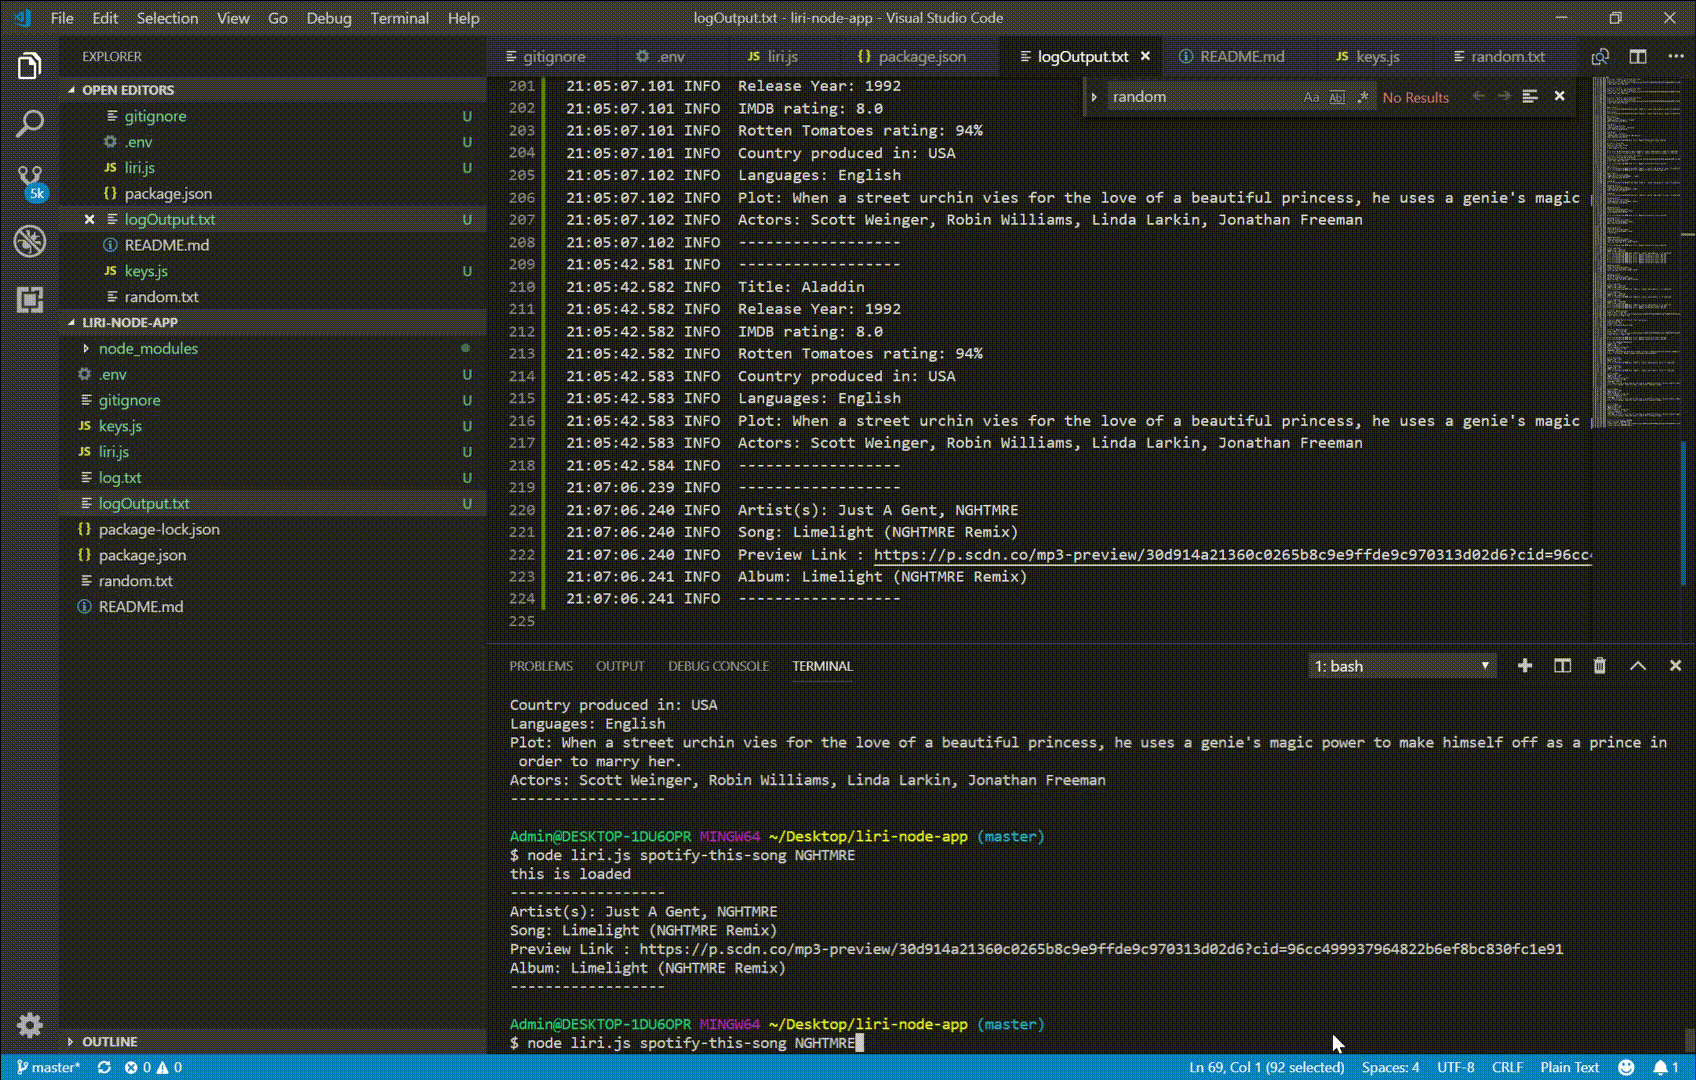 File Edit Selection View Go Debug Terminal Help
logOutput.txt - liri-node-app - Visual Studio Code
EXPLORER
OPEN EDITORS
gitignore U
.env U
JS liri.js U
{} package.json
logOutput.txt U
README.md
JS keys.js U
random.txt
LIRI-NODE-APP
node_modules
.env U
gitignore U
JS keys.js U
JS liri.js U
log.txt U
logOutput.txt U
{} package-lock.json
{} package.json
random.txt
README.md
OUTLINE
5k
gitignore .env JS liri.js {} package.json logOutput.txt README.md JS keys.js random.txt
random Aa Abl .* No Results
201 21:05:07.101 INFO Release Year: 1992
202 21:05:07.101 INFO IMDB rating: 8.0
203 21:05:07.101 INFO Rotten Tomatoes rating: 94%
204 21:05:07.101 INFO Country produced in: USA
205 21:05:07.102 INFO Languages: English
206 21:05:07.102 INFO Plot: When a street urchin vies for the love of a beautiful princess, he uses a genie's magic
207 21:05:07.102 INFO Actors: Scott Weinger, Robin Williams, Linda Larkin, Jonathan Freeman
208 21:05:07.102 INFO ------------------
209 21:05:42.581 INFO ------------------
210 21:05:42.582 INFO Title: Aladdin
211 21:05:42.582 INFO Release Year: 1992
212 21:05:42.582 INFO IMDB rating: 8.0
213 21:05:42.582 INFO Rotten Tomatoes rating: 94%
214 21:05:42.583 INFO Country produced in: USA
215 21:05:42.583 INFO Languages: English
216 21:05:42.583 INFO Plot: When a street urchin vies for the love of a beautiful princess, he uses a genie's magic
217 21:05:42.583 INFO Actors: Scott Weinger, Robin Williams, Linda Larkin, Jonathan Freeman
218 21:05:42.584 INFO ------------------
219 21:07:06.239 INFO ------------------
220 21:07:06.240 INFO Artist(s): Just A Gent, NGHTMRE
221 21:07:06.240 INFO Song: Limelight (NGHTMRE Remix)
222 21:07:06.240 INFO Preview Link : https://p.scdn.co/mp3-preview/30d914a21360c0265b8c9e9ffde9c970313d02d6?cid=96cc4
223 21:07:06.241 INFO Album: Limelight (NGHTMRE Remix)
224 21:07:06.241 INFO ------------------
225
PROBLEMS OUTPUT DEBUG CONSOLE TERMINAL 1: bash
Country produced in: USA
Languages: English
Plot: When a street urchin vies for the love of a beautiful princess, he uses a genie's magic power to make himself off as a prince in
order to marry her.
Actors: Scott Weinger, Robin Williams, Linda Larkin, Jonathan Freeman
------------------
Admin@DESKTOP-1DU6OPR MINGW64 ~/Desktop/liri-node-app (master)
$ node liri.js spotify-this-song NGHTMRE
this is loaded
------------------
Artist(s): Just A Gent, NGHTMRE
Song: Limelight (NGHTMRE Remix)
Preview Link : https://p.scdn.co/mp3-preview/30d914a21360c0265b8c9e9ffde9c970313d02d6?cid=96cc499937964822b6ef8bc830fc1e91
Album: Limelight (NGHTMRE Remix)
------------------
Admin@DESKTOP-1DU6OPR MINGW64 ~/Desktop/liri-node-app (master)
$ node liri.js spotify-this-song NGHTMRE
master* 0 0 Ln 69, Col 1 (92 selected) Spaces: 4 UTF-8 CRLF Plain Text 1